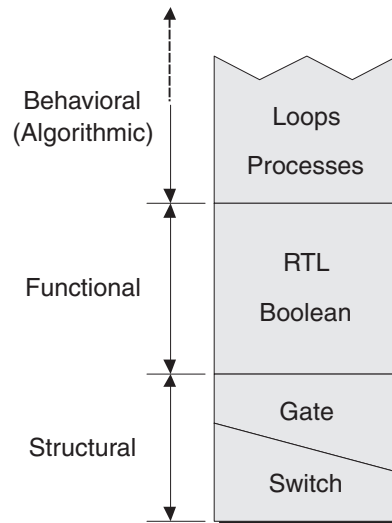 Behavioral
(Algorithmic)
Loops
Processes
Functional
RTL
Boolean
Structural
Gate
Switch